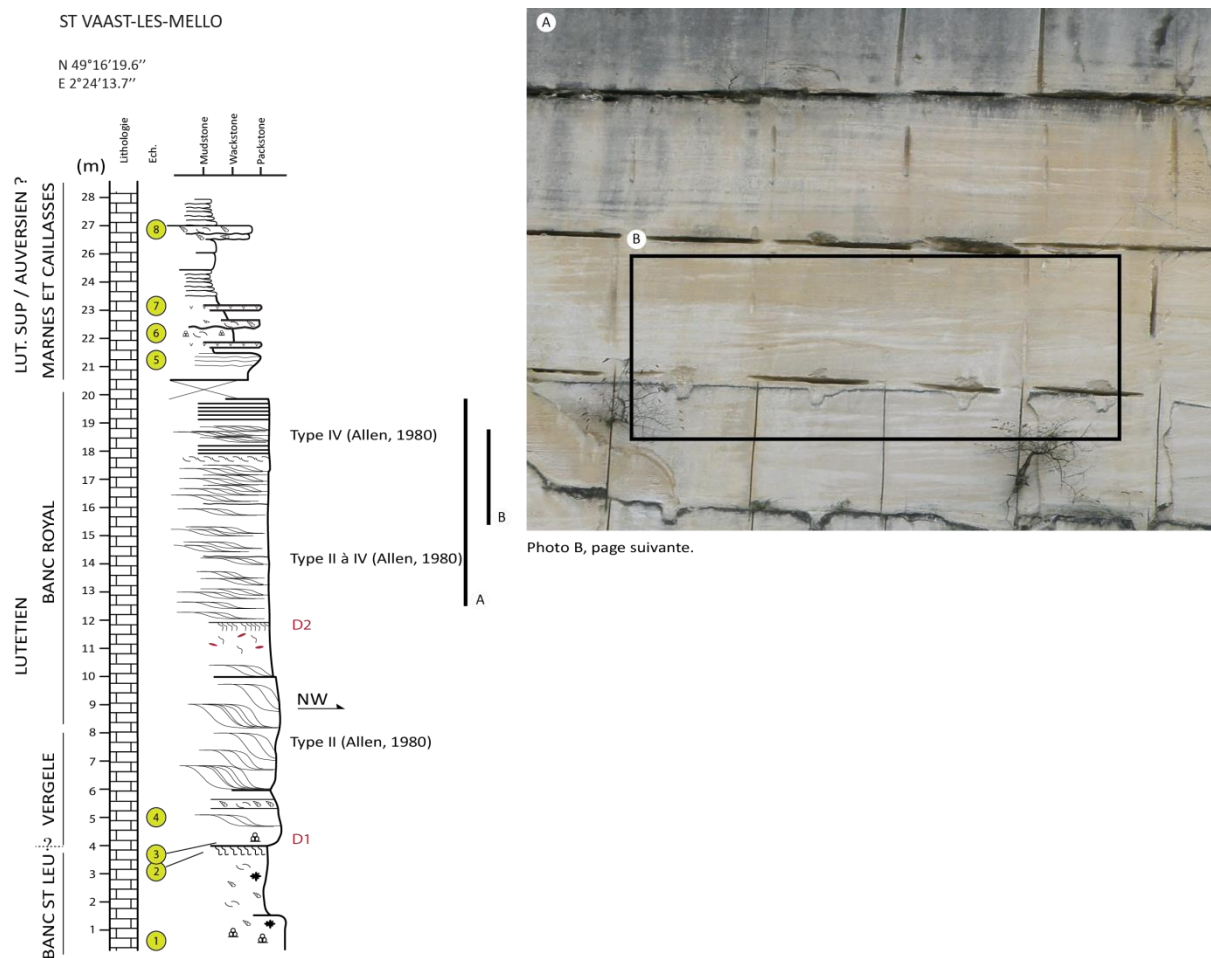 ST VAAST-LES-MELLO
N 49°16’19.6’’
E 2°24’13.7’’
Lithologie
Ech.
Mudstone
Wackstone
Packstone
(m)
28
27
26
24
23
22
21
20
19
18
17
16
15
14
13
12
11
10
9
8
7
6
5
4
3
2
1
LUT. SUP / AUVERSIEN ?
MARNES ET CAILLASSES
LUTETIEN
BANC ROYAL
VERGELE
?
BANC ST LEU
8
7
6
5
4
3
2
1
Type IV (Allen, 1980)
Type II à IV (Allen, 1980)
D2
NW
Type II (Allen, 1980)
D1
B
A
A
B
Photo B, page suivante.